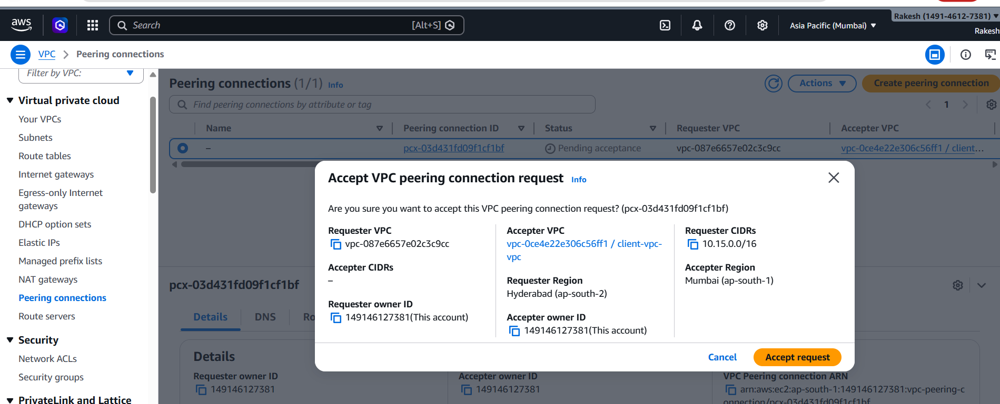 aws
Search
[Alt+S]
Asia Pacific (Mumbai)
Rakesh (1491-4612-7381)
Rakesh
VPC
Peering connections
Filter by VPC:
Virtual private cloud
Your VPCs
Subnets
Route tables
Internet gateways
Egress-only Internet
gateways
DHCP option sets
Elastic IPs
Managed prefix lists
NAT gateways
Peering connections
Route servers
Security
Network ACLs
Security groups
PrivateLink and Lattice
Peering connections (1/1) Info
Actions
Create peering connection
Find peering connections by attribute or tag
1
Name
Peering connection ID
Status
Requester VPC
Accepter VPC
–
pcx-03d431fd09f1cf1bf
Pending acceptance
vpc-087e6657e02c3c9cc
vpc-0ce4e22e306c56ff1 / client...
Accept VPC peering connection request Info
Are you sure you want to accept this VPC peering connection request? (pcx-03d431fd09f1cf1bf)
Requester VPC
vpc-087e6657e02c3c9cc
Accepter CIDRs
–
Requester owner ID
149146127381(This account)
Accepter VPC
vpc-0ce4e22e306c56ff1 / client-vpc-
vpc
Requester Region
Hyderabad (ap-south-2)
Accepter owner ID
149146127381(This account)
Requester CIDRs
10.15.0.0/16
Accepter Region
Mumbai (ap-south-1)
Cancel
Accept request
pcx-03d431fd09f1cf1bf
Details
DNS
Ro
Details
Requester owner ID
149146127381
Accepter owner ID
149146127381
VPC Peering connection ARN
arn:aws:ec2:ap-south-1:149146127381:vpc-peering-c
onnection/pcx-03d431fd09f1cf1bf